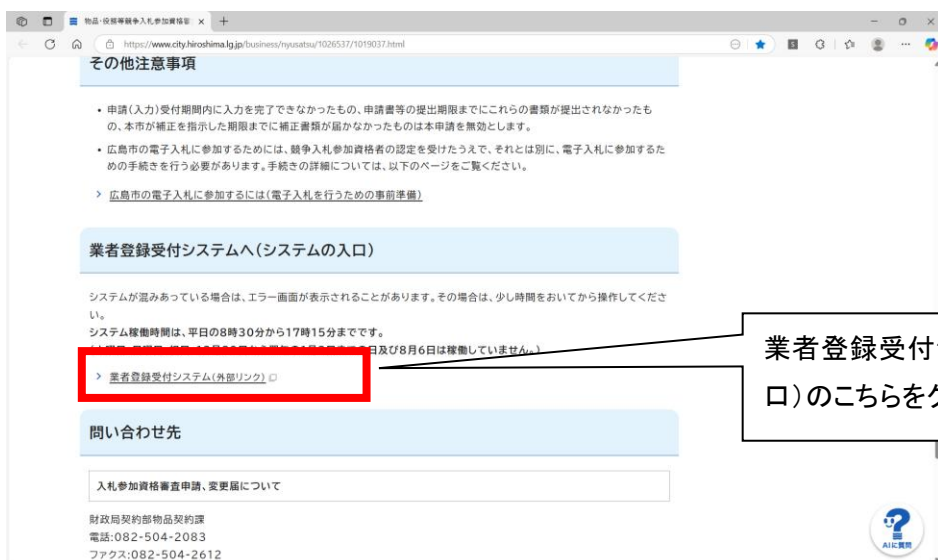 物品・役務等競争入札参加資格審
https://www.city.hiroshima.lg.jp/business/nyusatsu/1026537/1019037.html
その他注意事項
• 申請(入力)受付期間内に入力を完了できなかったもの、申請書等の提出期限までにこれらの書類が提出されなかったも
の、本市が補正を指示した期限までに補正書類が届かなかったものは本申請を無効とします。
• 広島市の電子入札に参加するためには、競争入札参加資格者の認定を受けたうえで、それとは別に、電子入札に参加するた
めの手続きを行う必要があります。手続きの詳細については、以下のページをご覧ください。
広島市の電子入札に参加するには(電子入札を行うための事前準備)
業者登録受付システムへ(システムの入口)
システムが混みあっている場合は、エラー画面が表示されることがあります。その場合は、少し時間をおいてから操作してくださ
い。
システム稼働時間は、平日の8時30分から17時15分までです。
日及び8月6日は稼働していません。)
業者登録受付システム(外部リンク)
業者登録受付
口)のこちらを
問い合わせ先
入札参加資格審査申請、変更届について
財政局契約部物品契約課
電話:082-504-2083
ファクス:082-504-2612
AIに質問